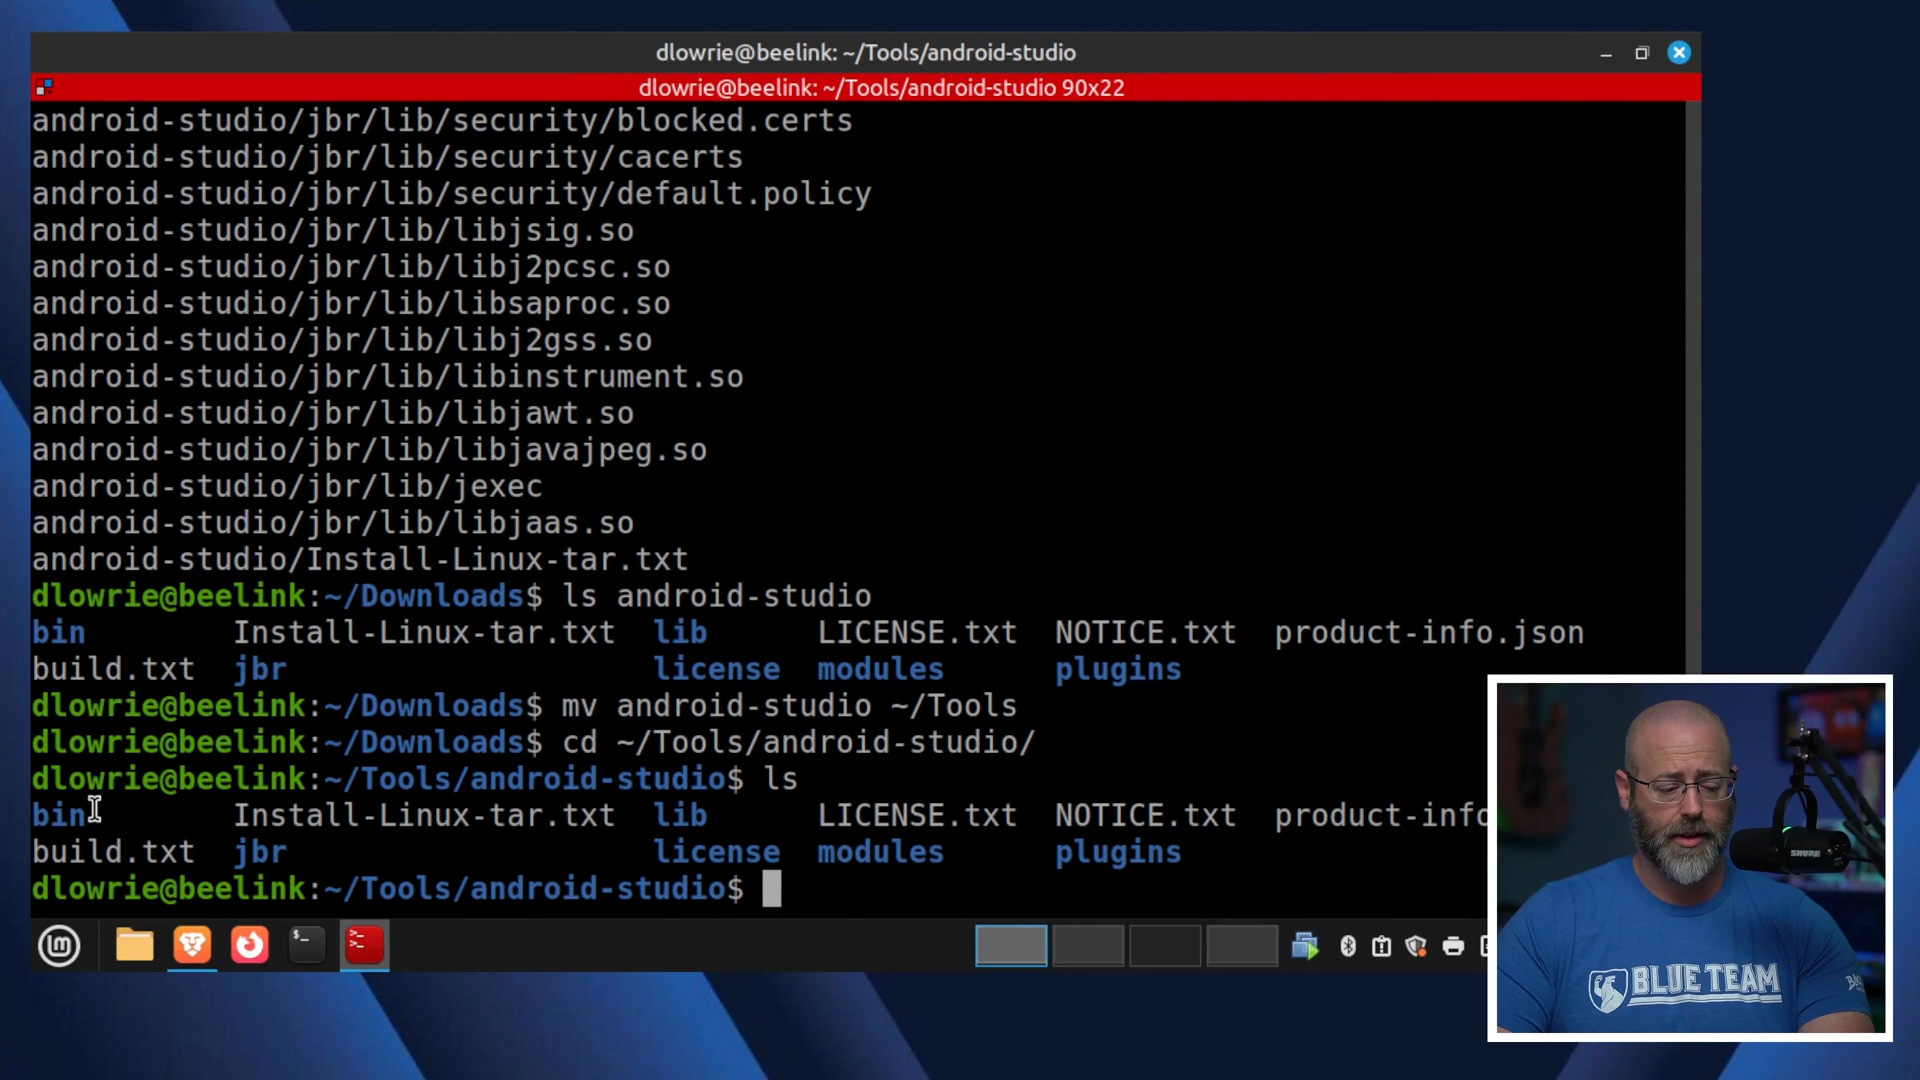 dlowrie@beelink: ~/Tools/android-studio
dlowrie@beelink: ~/Tools/android-studio 90x22
android-studio/jbr/lib/security/blocked.certs
android-studio/jbr/lib/security/cacerts
android-studio/jbr/lib/security/default.policy
android-studio/jbr/lib/libjsig.so
android-studio/jbr/lib/libj2pcsc.so
android-studio/jbr/lib/libsaproc.so
android-studio/jbr/lib/libj2gss.so
android-studio/jbr/lib/libinstrument.so
android-studio/jbr/lib/libjawt.so
android-studio/jbr/lib/libjavajpeg.so
android-studio/jbr/lib/jexec
android-studio/jbr/lib/libjaas.so
android-studio/Install-Linux-tar.txt
dlowrie@beelink:~/Downloads$ ls android-studio
bin Install-Linux-tar.txt lib LICENSE.txt NOTICE.txt product-info.json
build.txt jbr license modules plugins
dlowrie@beelink:~/Downloads$ mv android-studio ~/Tools
dlowrie@beelink:~/Downloads$ cd ~/Tools/android-studio/
dlowrie@beelink:~/Tools/android-studio$ ls
bin Install-Linux-tar.txt lib LICENSE.txt NOTICE.txt product-info
build.txt jbr license modules plugins
dlowrie@beelink:~/Tools/android-studio$
SHURE
BLUE TEAM